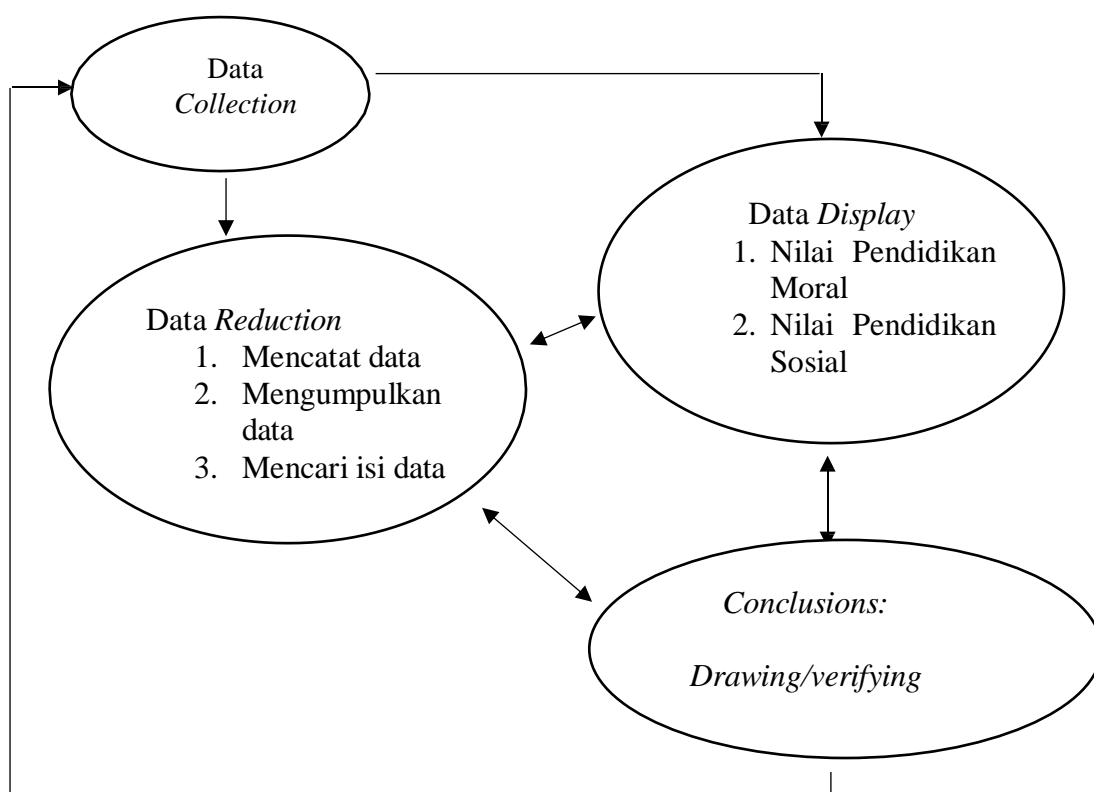 Data
Collection
Data Display
1. Nilai Pendidikan
Moral
2. Nilai Pendidikan
Sosial
Data Reduction
1. Mencatat data
2. Mengumpulkan
data
3. Mencari isi data
Conclusions:
Drawing/verifying